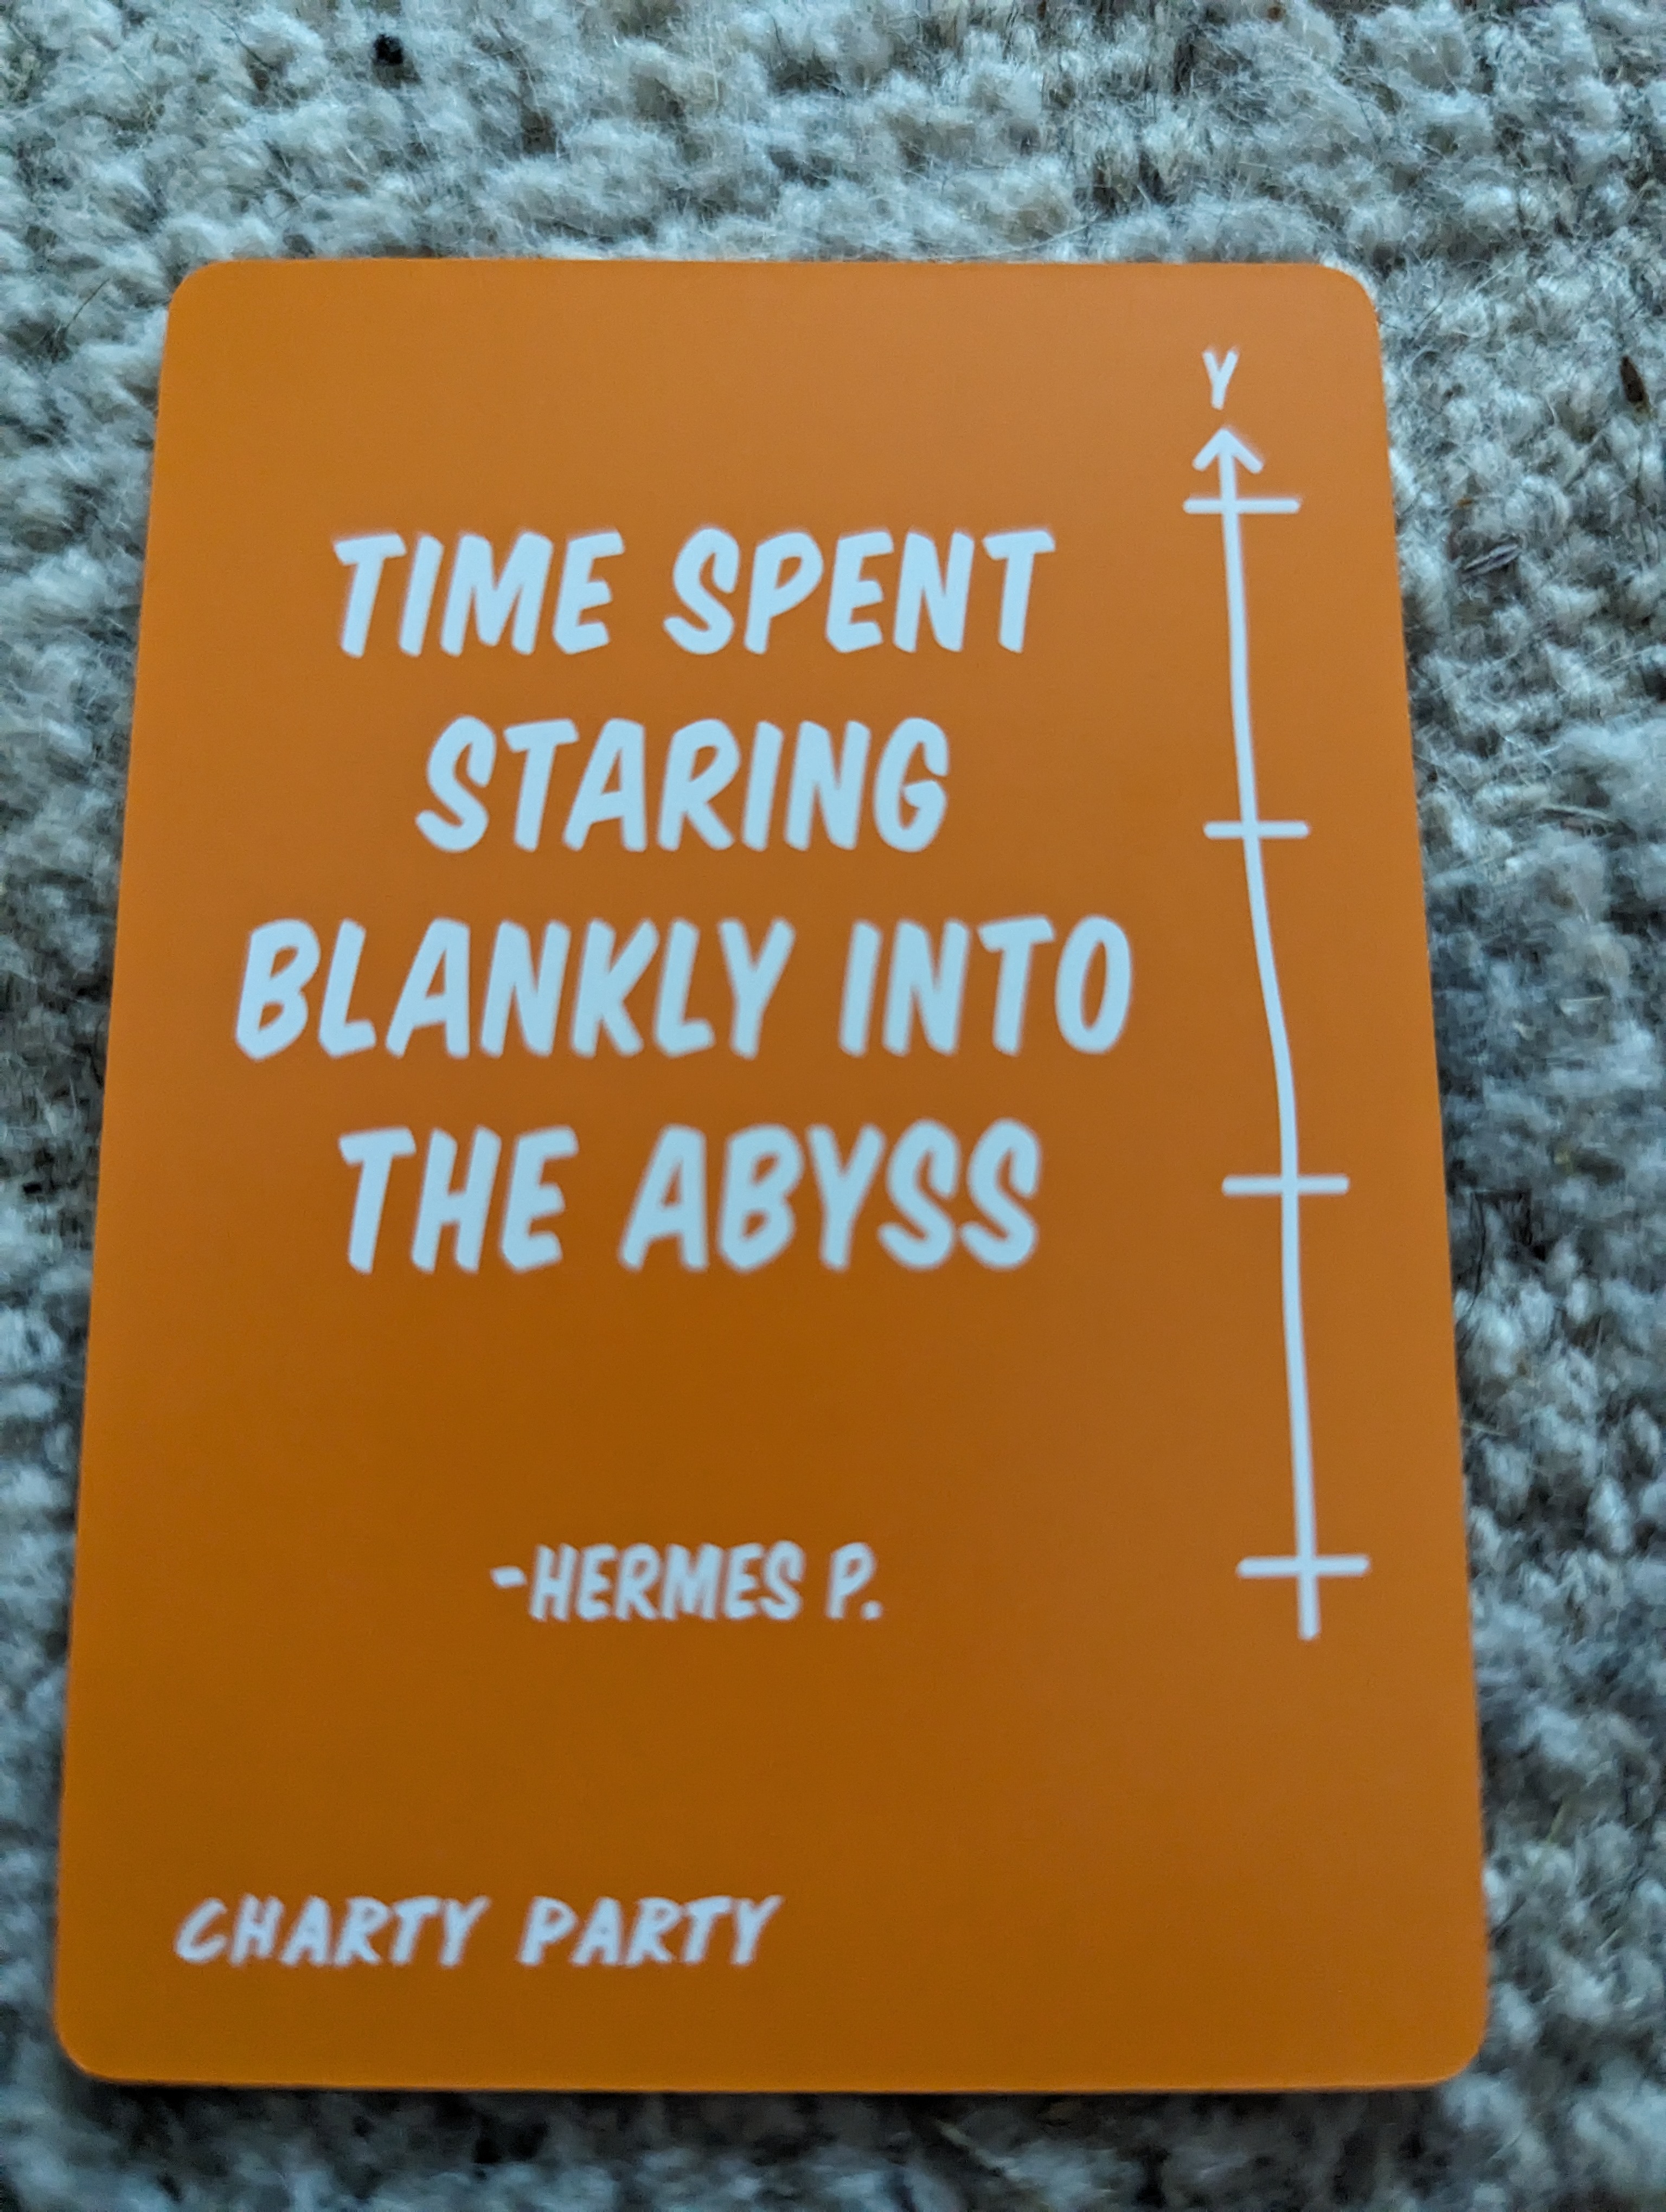 Y
TIME SPENT
STARING
BLANKLY INTO
THE ABYSS
-HERMES P.
CHARTY PARTY